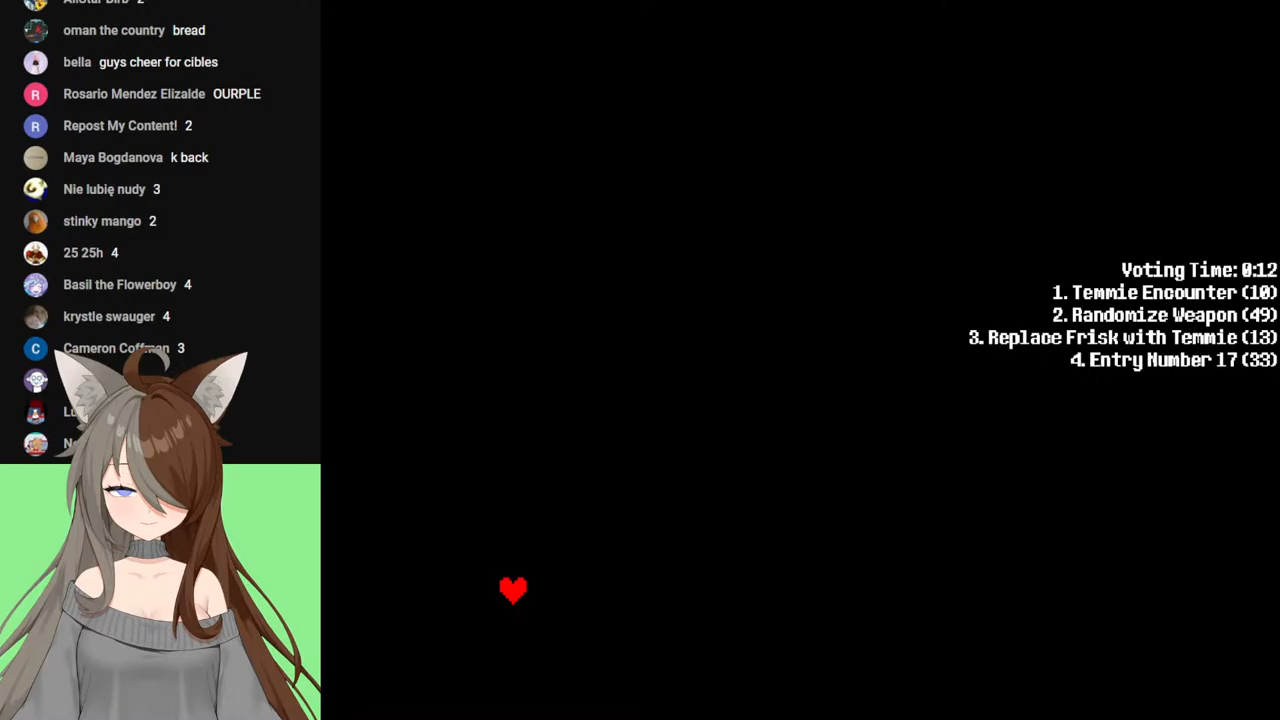 AllStar Birb 2
oman the country bread
bella guys cheer for cibles
R Rosario Mendez Elizalde OURPLE
R Repost My Content! 2
Maya Bogdanova k back
Nie lubię nudy 3
stinky mango 2
25 25h 4
Basil the Flowerboy 4
krystle swauger 4
C Cameron Coffman 3
Voting Time: 0:12
1. Temmie Encounter (10)
2. Randomize Weapon (49)
3. Replace Frisk with Temmie (13)
4. Entry Number 17 (33)